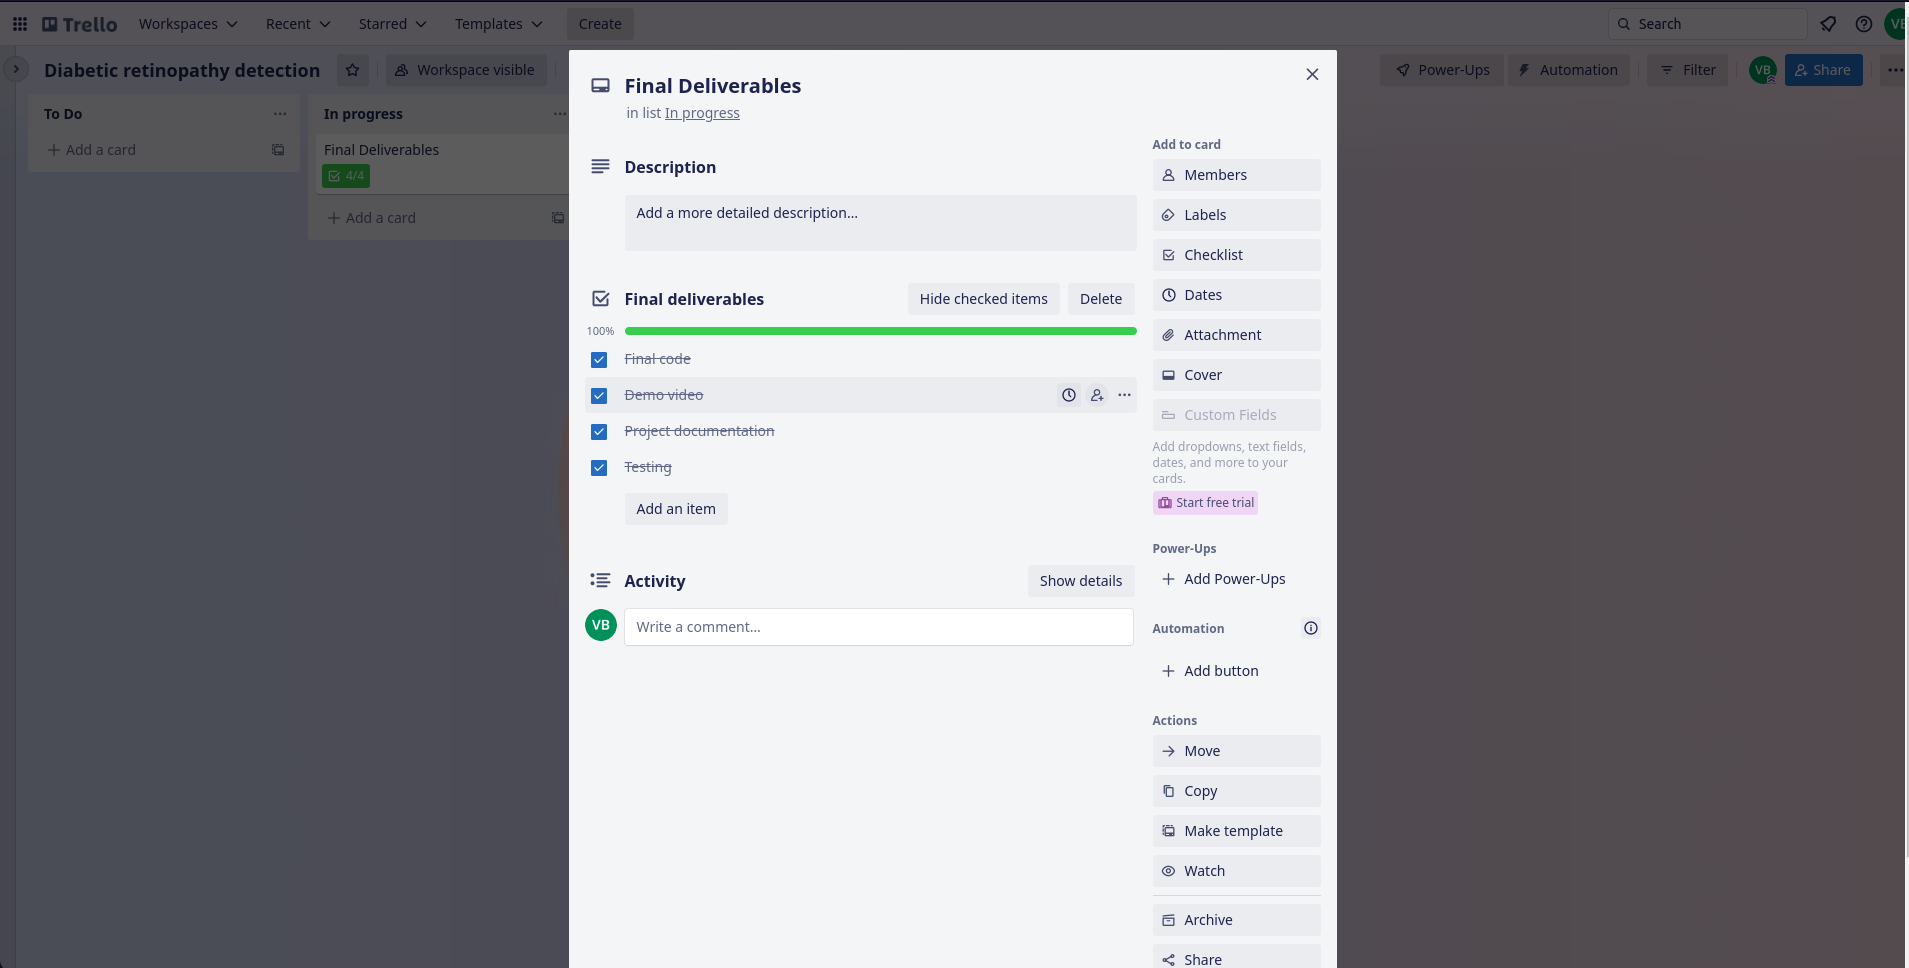 Trello
Workspaces
Recent
Starred
Templates
Create
Search
VB
Diabetic retinopathy detection
Workspace visible
Power-Ups
Automation
Filter
VB
Share
To Do
Add a card
In progress
Final Deliverables
4/4
Add a card
Final Deliverables
in list In progress
Description
Add a more detailed description...
Final deliverables
Hide checked items
Delete
100%
Final code
Demo video
Project documentation
Testing
Add an item
Activity
Show details
VB
Write a comment...
Add to card
Members
Labels
Checklist
Dates
Attachment
Cover
Custom Fields
Add dropdowns, text fields,
dates, and more to your
cards.
Start free trial
Power-Ups
Add Power-Ups
Automation
Add button
Actions
Move
Copy
Make template
Watch
Archive
Share